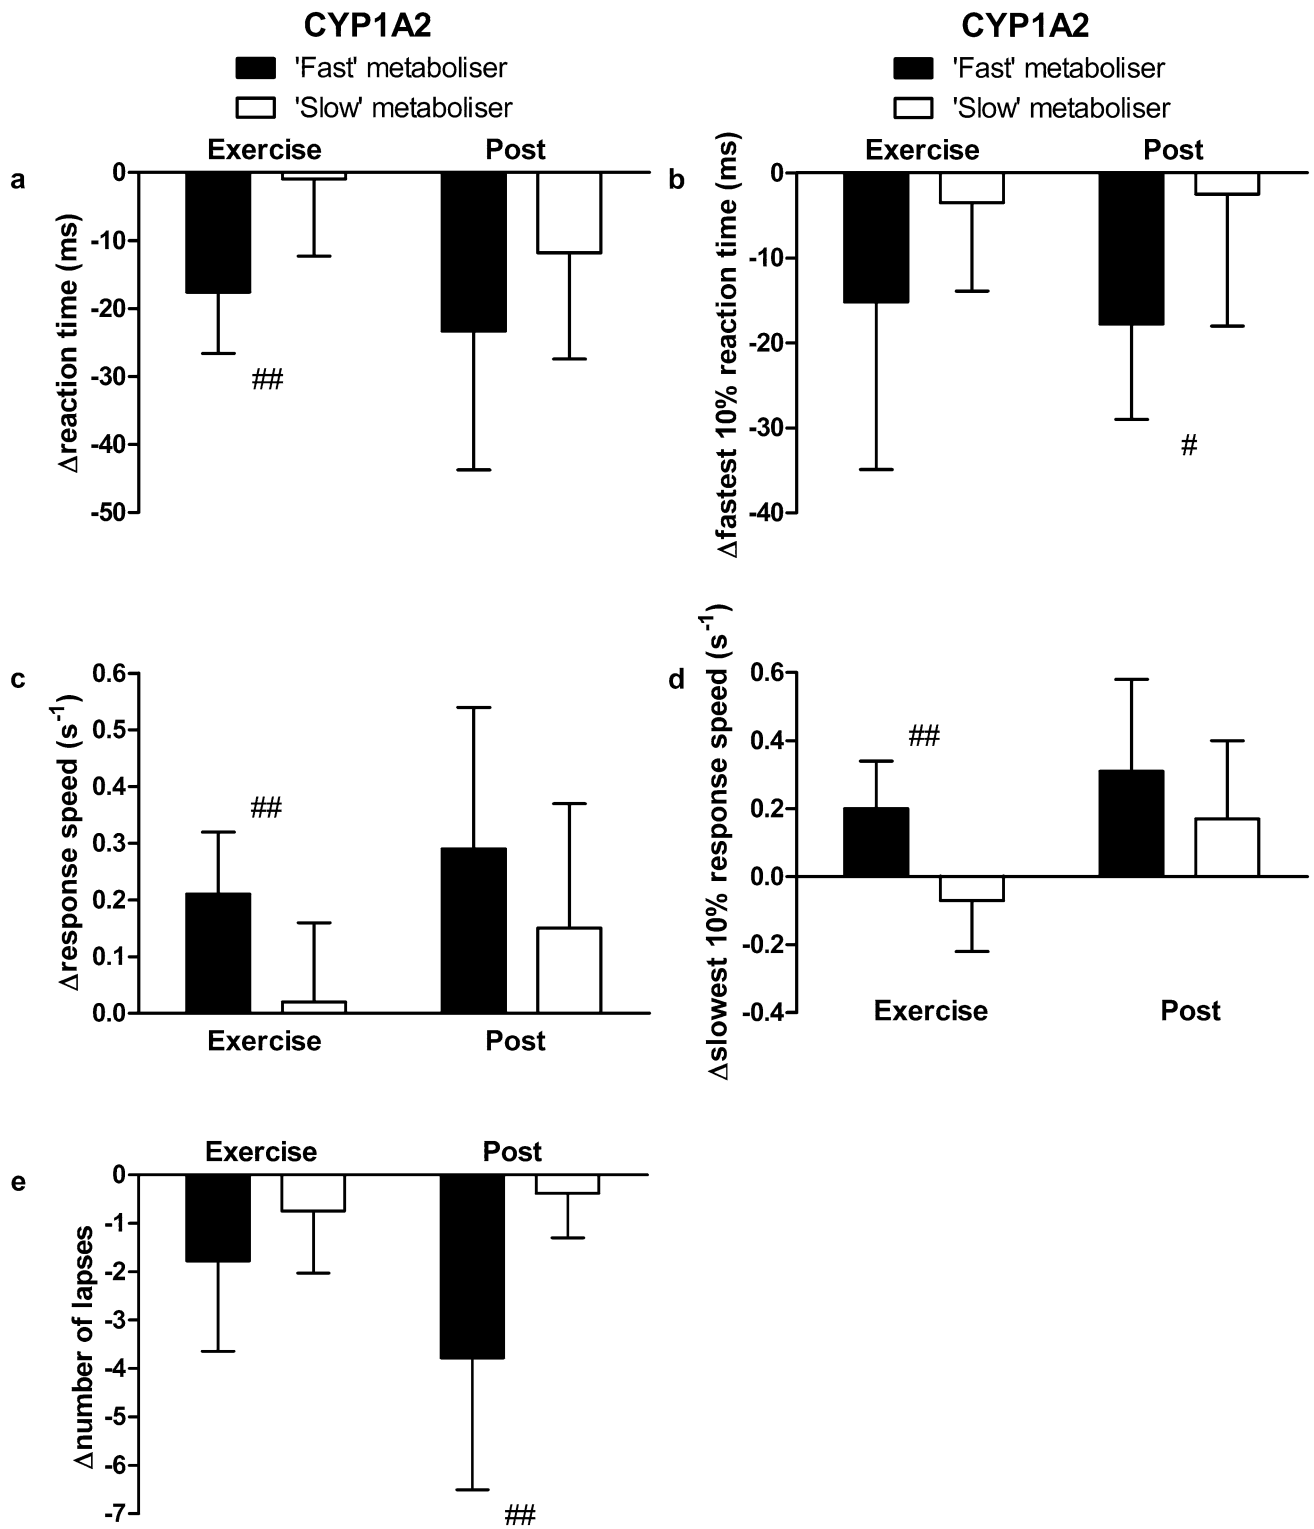 CYP1A2
'Fast' metaboliser
'Slow' metaboliser
a
Exercise
Post
Δreaction time (ms)
0
-10
-20
-30
-40
-50
##
CYP1A2
'Fast' metaboliser
'Slow' metaboliser
b
Exercise
Post
Δfastest 10% reaction time (ms)
0
-10
-20
-30
-40
#
c
Δresponse speed (s⁻¹)
0.6
0.5
0.4
0.3
0.2
0.1
0.0
##
Exercise
Post
d
Δslowest 10% response speed (s⁻¹)
0.6
0.4
0.2
0.0
-0.2
-0.4
##
Exercise
Post
e
Exercise
Post
Δnumber of lapses
0
-1
-2
-3
-4
-5
-6
-7
##